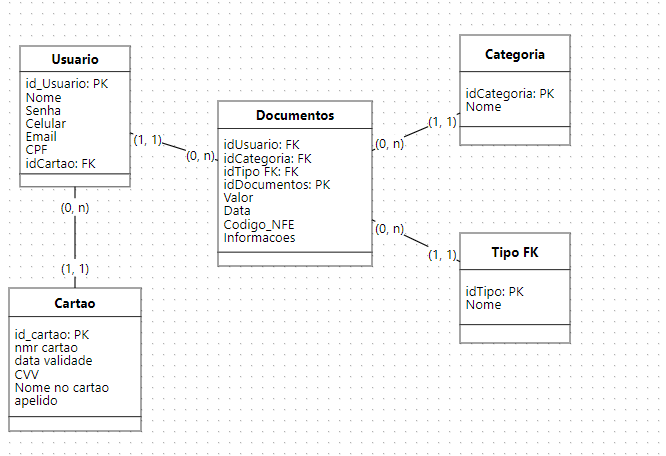 Usuario
id_Usuario: PK
Nome
Senha
Celular
Email
CPF
idCartao: FK
(1, 1)
(0, n)
(0, n)
(1, 1)
Cartao
id_cartao: PK
nmr cartao
data validade
CVV
Nome no cartao
apelido
Documentos
idUsuario: FK
idCategoria: FK
idTipo FK: FK
idDocumentos: PK
Valor
Data
Codigo_NFE
Informacoes
(0, n)
(1, 1)
(0, n)
(1, 1)
Categoria
idCategoria: PK
Nome
Tipo FK
idTipo: PK
Nome